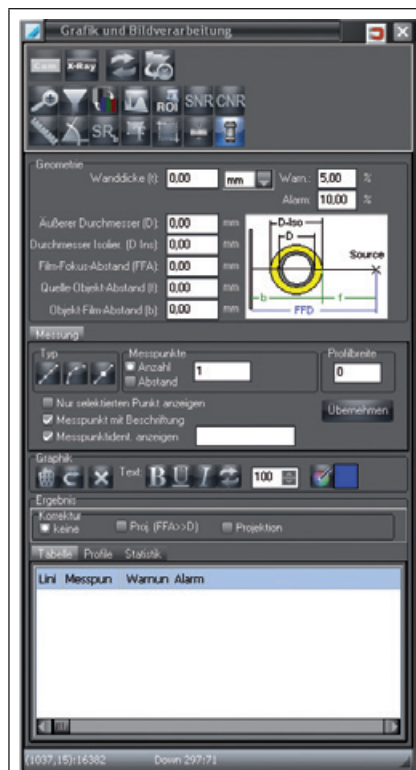 Grafik und Bildverarbeitung
Cam X-Ray
ROI SNR CNR
SR
Geometrie
Wanddicke (t): 0,00 mm Warn.: 5,00 %
Alarm: 10,00 %
Äußerer Durchmesser (D): 0,00 mm
Durchmesser Isolier. (D Ins): 0,00 mm
Film-Fokus-Abstand (FFA): 0,00 mm
Quelle-Objekt-Abstand (f): 0,00 mm
Objekt-Film-Abstand (b): 0,00 mm
D-Iso
D
Source
b f
FFD
Messung
Typ Messpunkte Profilbreite
Anzahl 1 0
Abstand
Nur selektierten Punkt anzeigen Übernehmen
Messpunkt mit Beschriftung
Messpunktident. anzeigen
Graphik
Text: B U I 100
Ergebnis
Korrektur
keine Proj. (FFA>>D) Projektion
Tabelle Profile Statistik
Lini Messpun Warnun Alarm
(1037,15):16382 Down 297:71